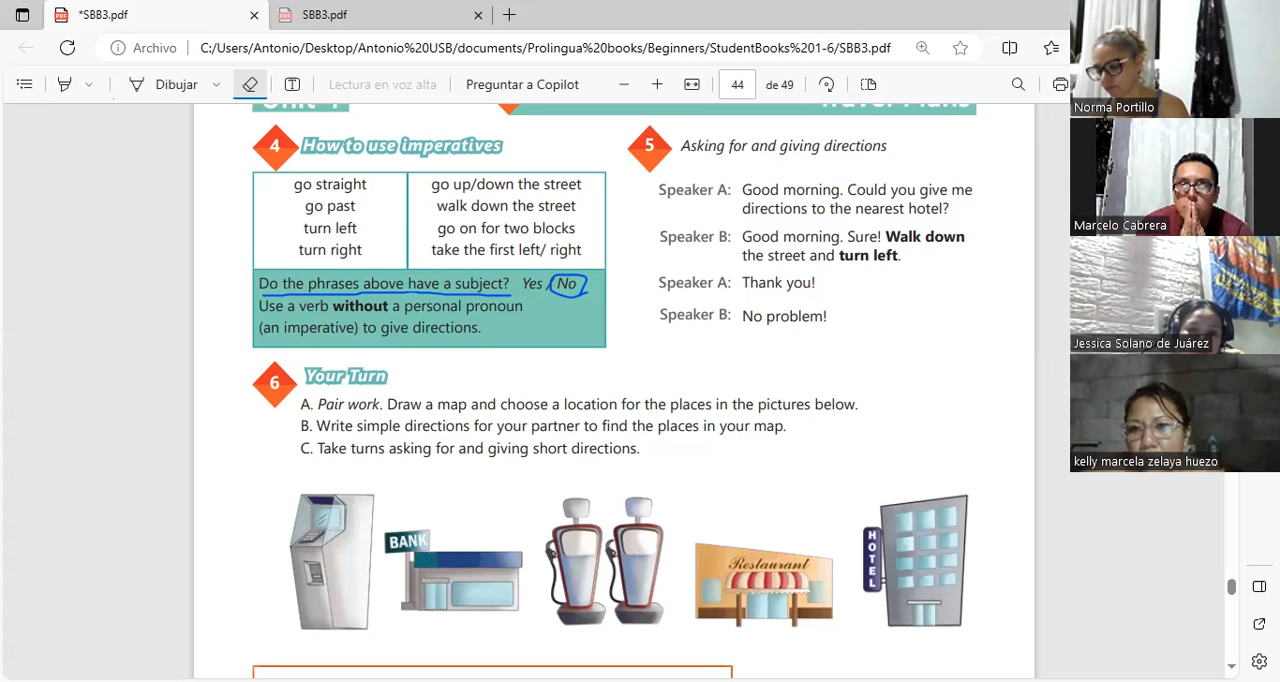 *SBB3.pdf
SBB3.pdf
Archivo
C:/Users/Antonio/Desktop/Antonio%20USB/documents/Prolingua%20books/Beginners/StudentBooks%201-6/SBB3.pdf
Dibujar
Lectura en voz alta
Preguntar a Copilot
44
de 49
Travel Plans
4
How to use imperatives
go straight
go past
turn left
turn right
go up/down the street
walk down the street
go on for two blocks
take the first left/ right
Do the phrases above have a subject? Yes / No
Use a verb without a personal pronoun
(an imperative) to give directions.
5
Asking for and giving directions
Speaker A: Good morning. Could you give me
directions to the nearest hotel?
Speaker B: Good morning. Sure! Walk down
the street and turn left.
Speaker A: Thank you!
Speaker B: No problem!
6
Your Turn
A. Pair work. Draw a map and choose a location for the places in the pictures below.
B. Write simple directions for your partner to find the places in your map.
C. Take turns asking for and giving short directions.
BANK
Restaurant
HOTEL
Norma Portillo
Marcelo Cabrera
Jessica Solano de Juárez
kelly marcela zelaya huezo